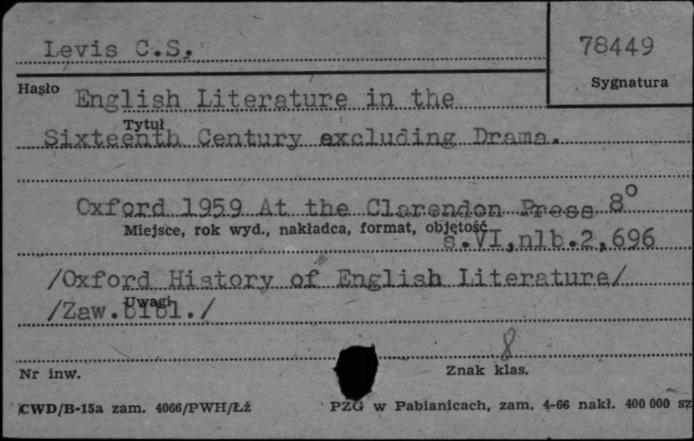 Levis C.S.
78449
Hasło
Sygnatura
English Literature in the
Tytuł
Sixteenth Century excluding Drama.
Oxford 1959 At the Clarendon Press 8°
Miejsce, rok wyd., nakładca, format, objętość
s.VI,nlb.2,696
/Oxford History of English Literature/
Uwagi
/Zaw.bibl./
8
Nr inw.
Znak klas.
CWD/B-15a zam. 4066/PWH/Łż
PZG w Pabianicach, zam. 4-66 nakł. 400 000 sz